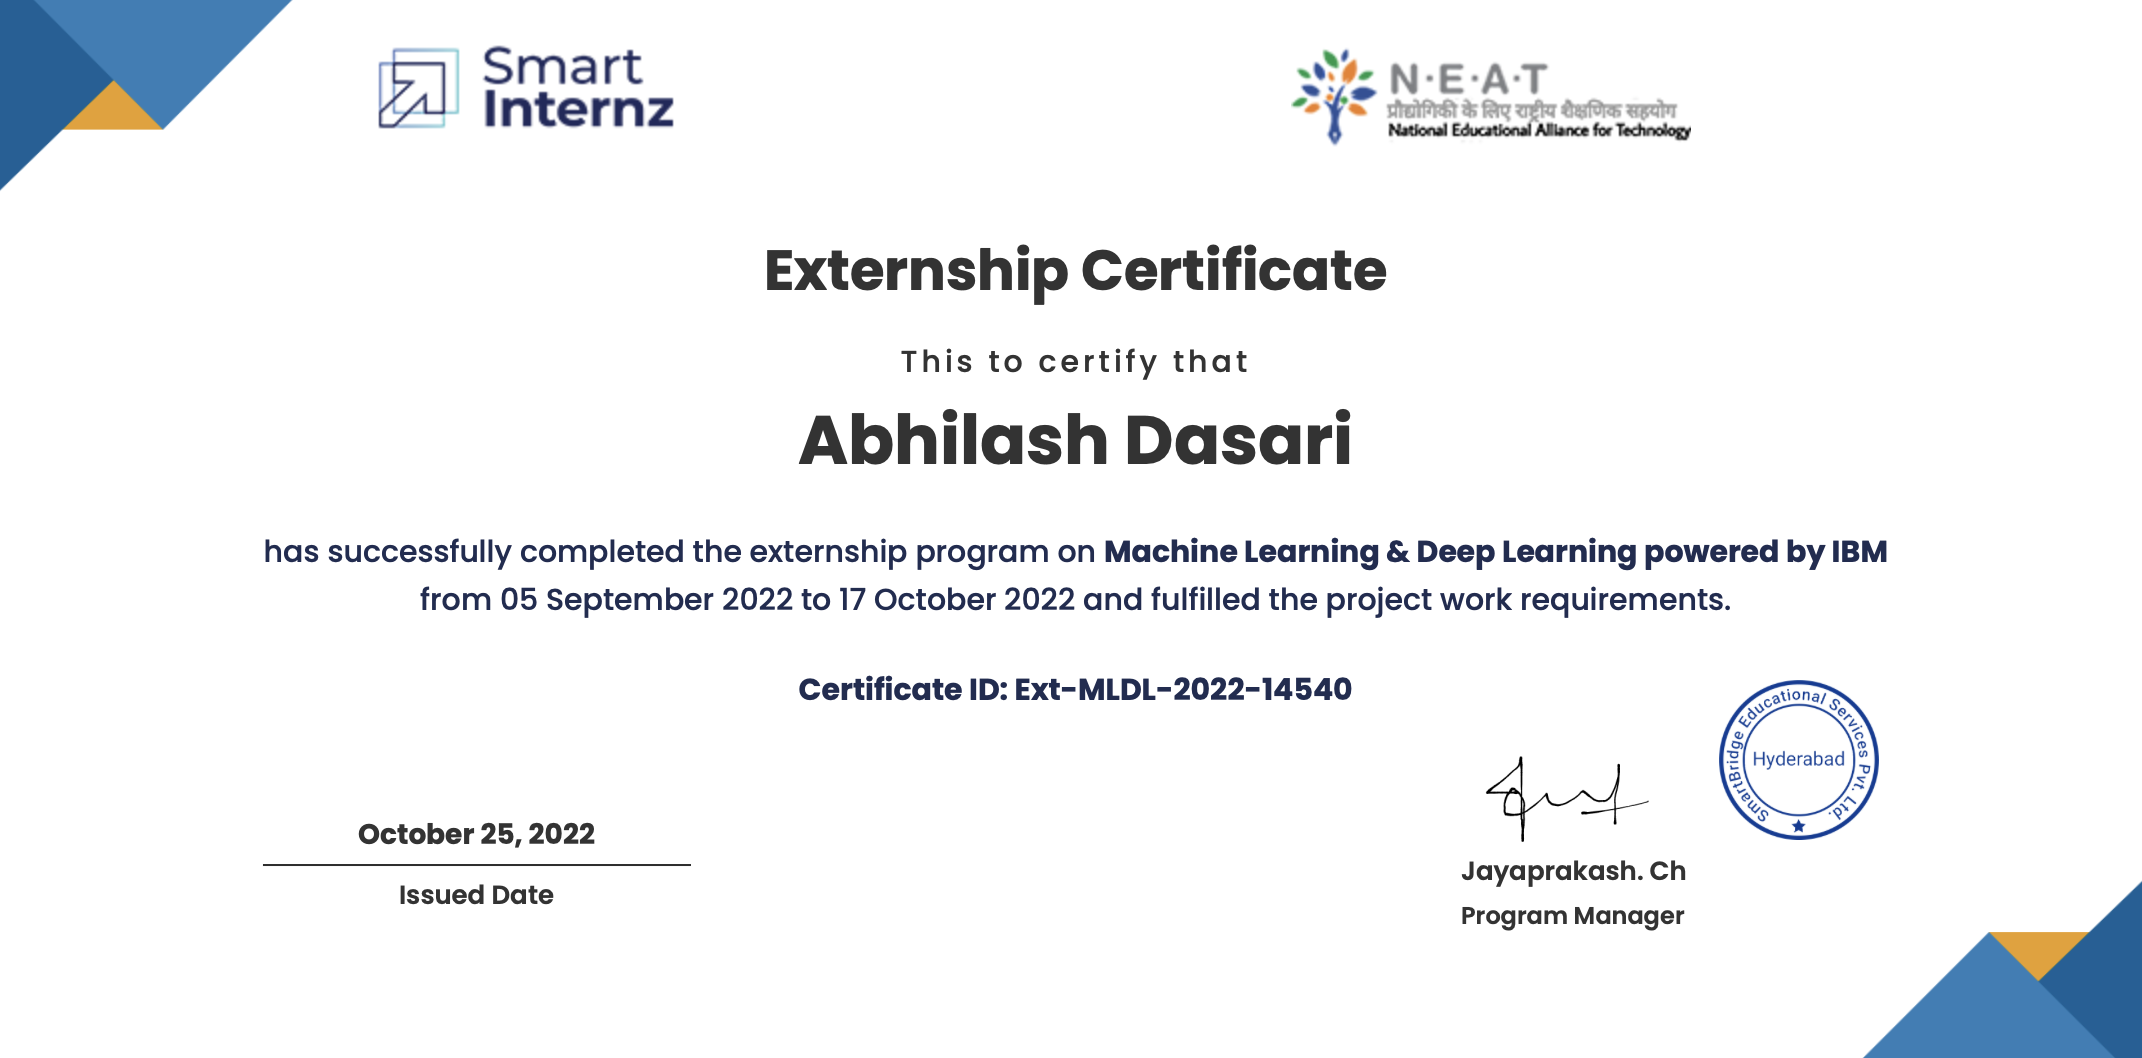 Smart
Internz
N·E·A·T
प्रौद्योगिकी के लिए राष्ट्रीय शैक्षणिक सहयोग
National Educational Alliance for Technology
Externship Certificate
This to certify that
Abhilash Dasari
has successfully completed the externship program on Machine Learning & Deep Learning powered by IBM
from 05 September 2022 to 17 October 2022 and fulfilled the project work requirements.
Certificate ID: Ext-MLDL-2022-14540
SmartBridge Educational Services Pvt. Ltd.
Hyderabad
October 25, 2022
Issued Date
Jayaprakash. Ch
Program Manager